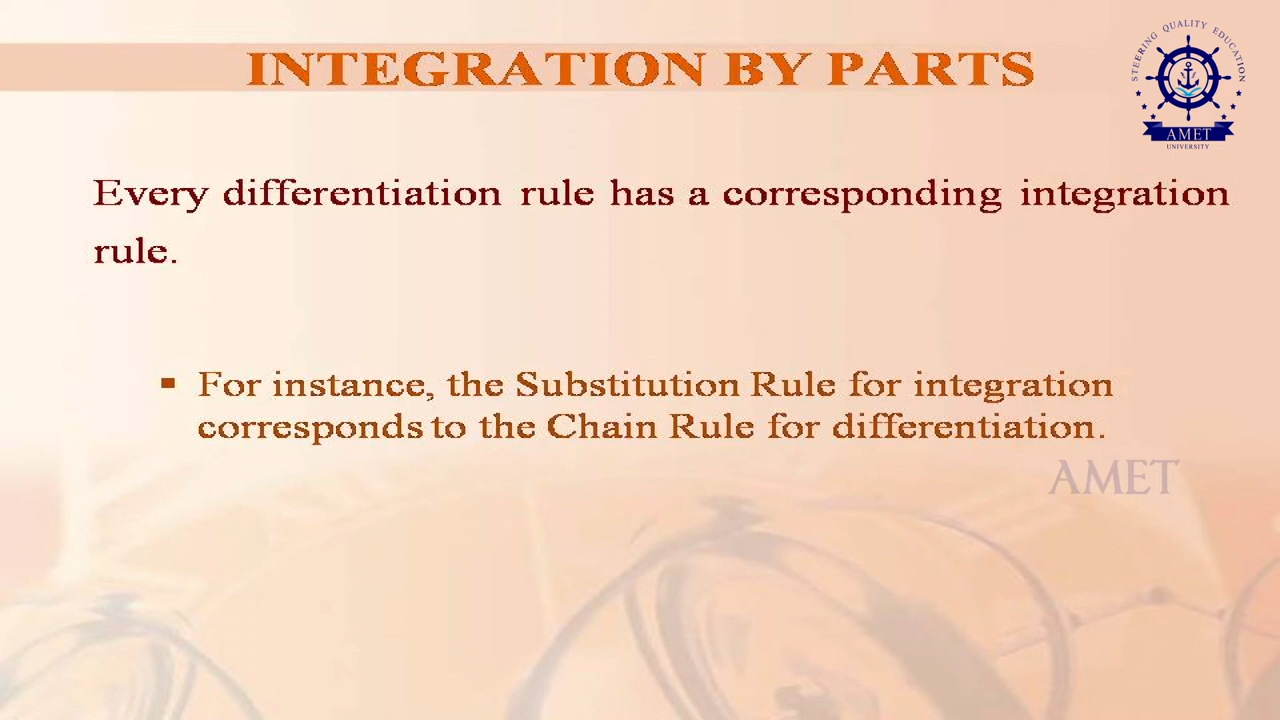 INTEGRATION BY PARTS
STEERING QUALITY EDUCATION
AMET
UNIVERSITY
Every differentiation rule has a corresponding integration
rule.
▪ For instance, the Substitution Rule for integration
corresponds to the Chain Rule for differentiation.
AMET